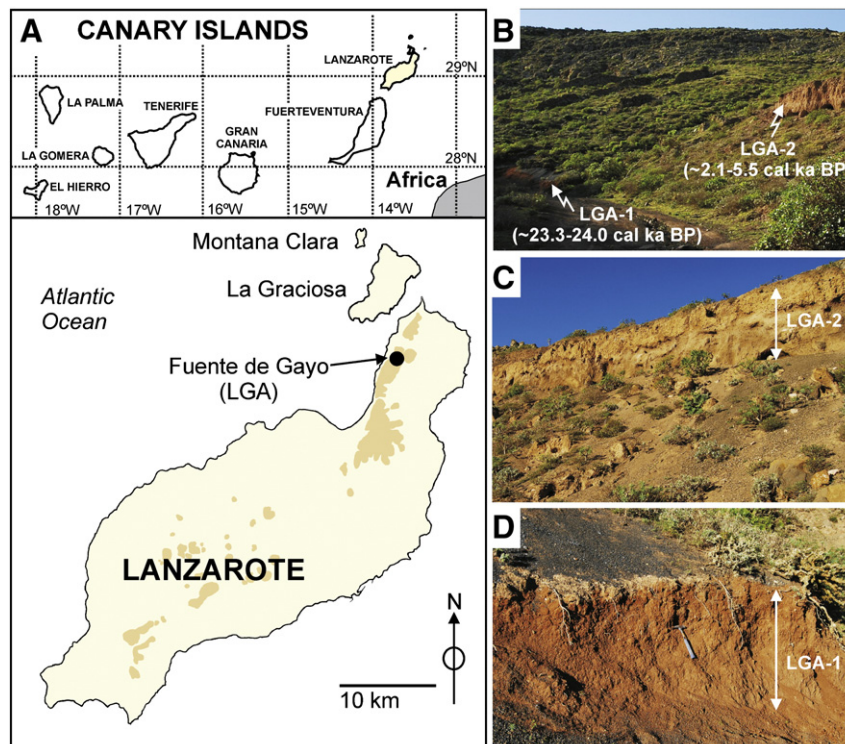 A
CANARY ISLANDS
LANZAROTE
29ºN
LA PALMA
TENERIFE
FUERTEVENTURA
GRAN
CANARIA
LA GOMERA
28ºN
EL HIERRO
Africa
18ºW
17ºW
16ºW
15ºW
14ºW
Montana Clara
La Graciosa
Atlantic
Ocean
Fuente de Gayo
(LGA)
LANZAROTE
N
10 km
B
LGA-2
(~2.1-5.5 cal ka BP)
LGA-1
(~23.3-24.0 cal ka BP)
C
LGA-2
D
LGA-1